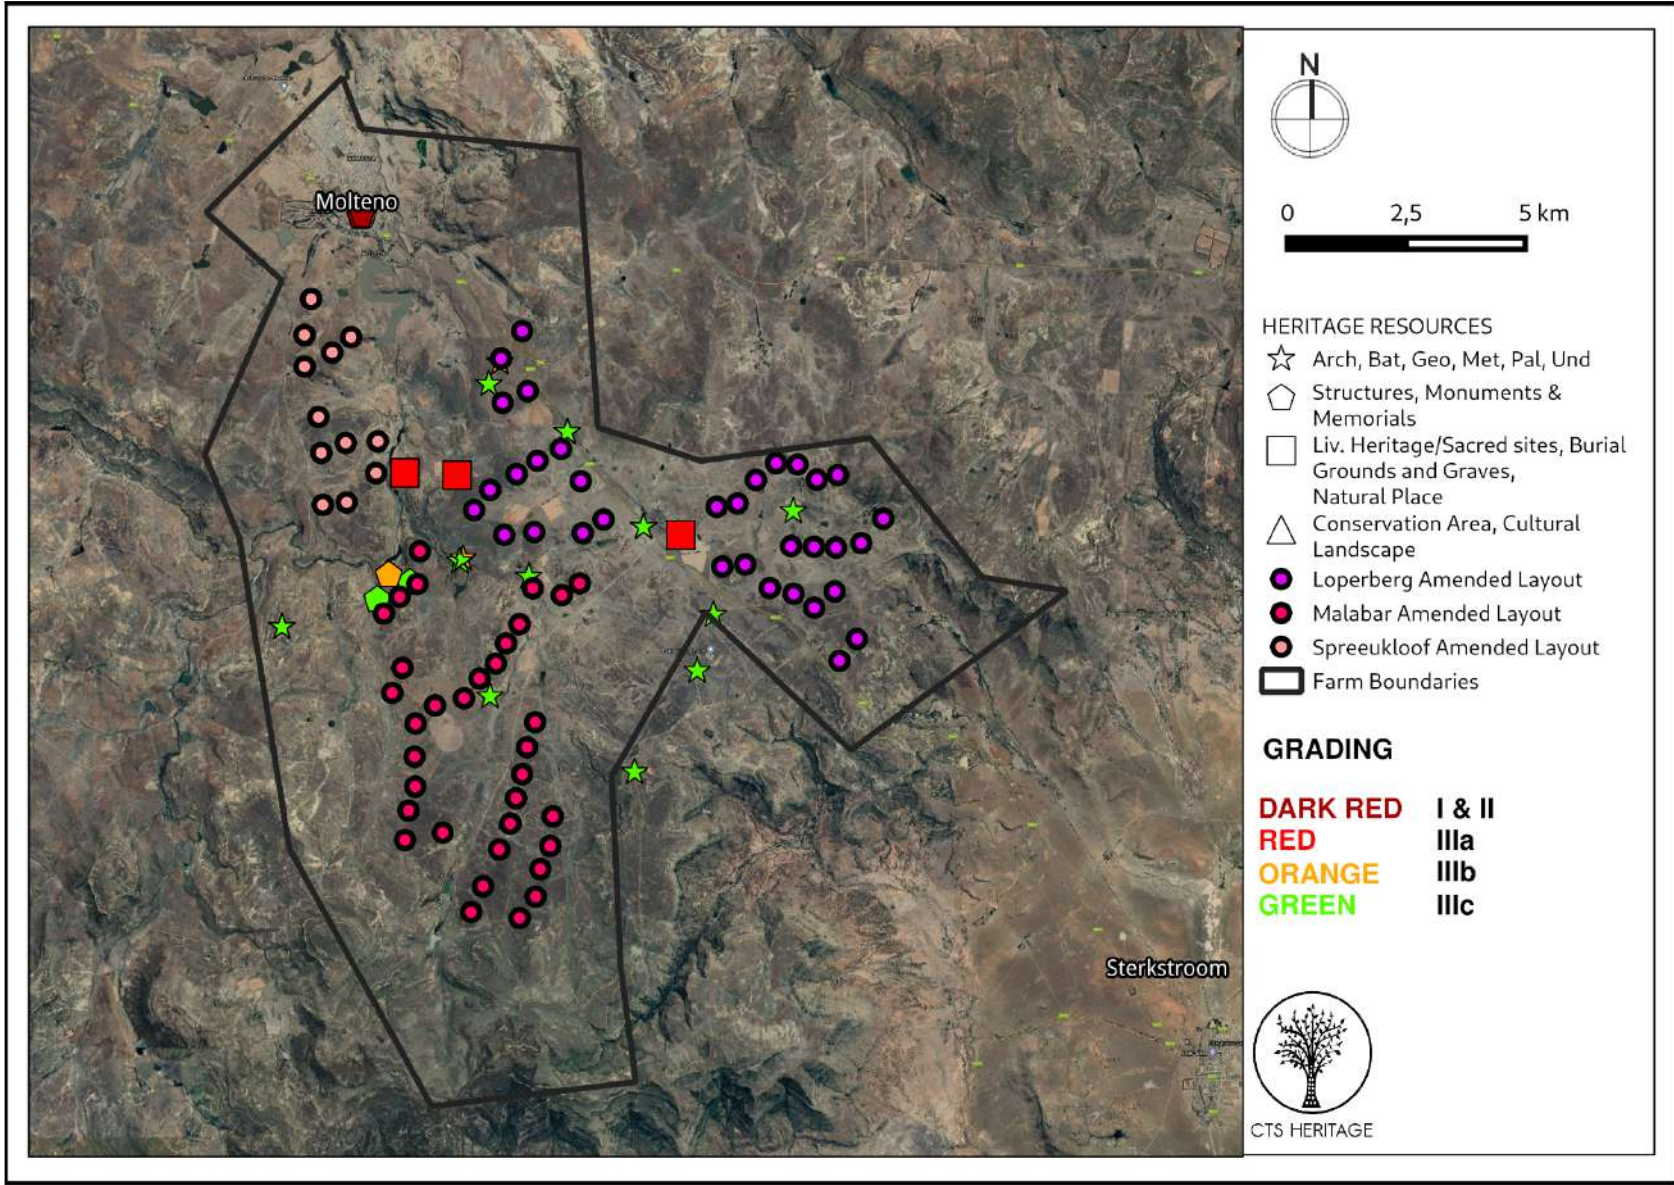 Molteno
Sterkstroom
N
0 2,5 5 km
HERITAGE RESOURCES
Arch, Bat, Geo, Met, Pal, Und
Structures, Monuments &
Memorials
Liv. Heritage/Sacred sites, Burial
Grounds and Graves,
Natural Place
Conservation Area, Cultural
Landscape
Loperberg Amended Layout
Malabar Amended Layout
Spreeukloof Amended Layout
Farm Boundaries
GRADING
DARK RED I & II
RED IIIa
ORANGE IIIb
GREEN IIIc
CTS HERITAGE